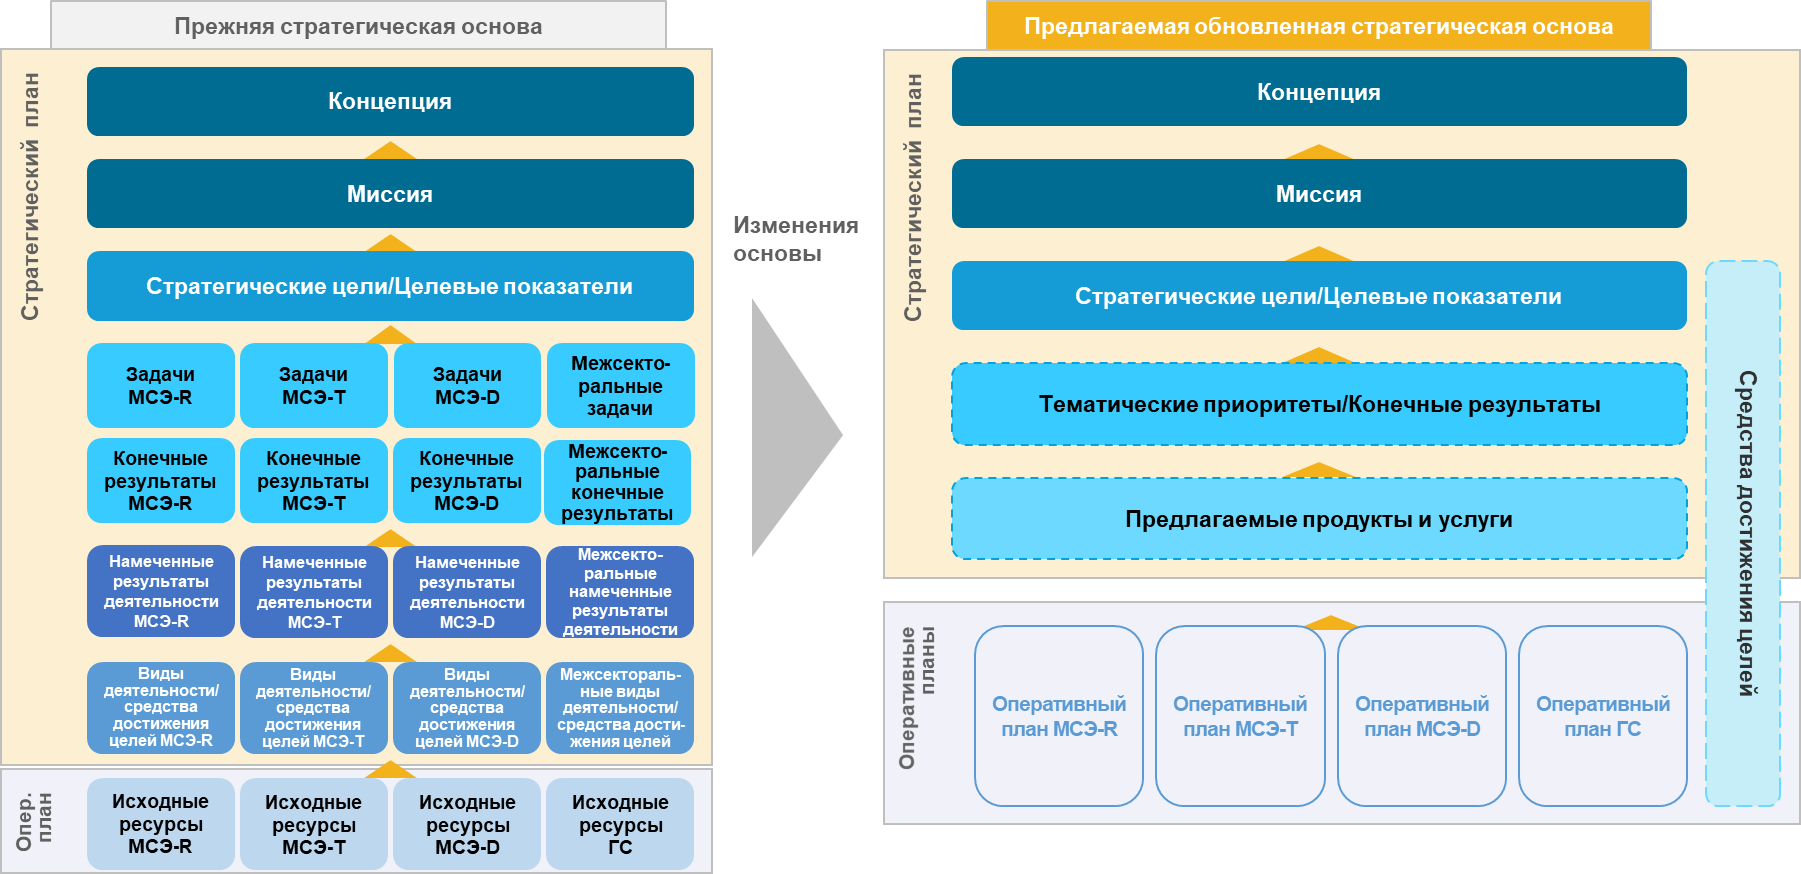 Прежняя стратегическая основа
Стратегический план
Концепция
Миссия
Стратегические цели/Целевые показатели
Задачи
МСЭ-R
Задачи
МСЭ-T
Задачи
МСЭ-D
Межсекто-
ральные
задачи
Конечные
результаты
МСЭ-R
Конечные
результаты
МСЭ-T
Конечные
результаты
МСЭ-D
Межсекто-
ральные
конечные
результаты
Намеченные
результаты
деятельности
МСЭ-R
Намеченные
результаты
деятельности
МСЭ-T
Намеченные
результаты
деятельности
МСЭ-D
Межсекто-
ральные
намеченные
результаты
деятельности
Виды
деятельности/
средства
достижения
целей МСЭ-R
Виды
деятельности/
средства
достижения
целей МСЭ-T
Виды
деятельности/
средства
достижения
целей МСЭ-D
Межсектораль-
ные виды
деятельности/
средства дости-
жения целей
Опер.
план
Исходные
ресурсы
МСЭ-R
Исходные
ресурсы
МСЭ-T
Исходные
ресурсы
МСЭ-D
Исходные
ресурсы
ГС
Изменения
основы
Предлагаемая обновленная стратегическая основа
Стратегический план
Концепция
Миссия
Стратегические цели/Целевые показатели
Тематические приоритеты/Конечные результаты
Предлагаемые продукты и услуги
Средства достижения целей
Оперативные
планы
Оперативный
план МСЭ-R
Оперативный
план МСЭ-T
Оперативный
план МСЭ-D
Оперативный
план ГС